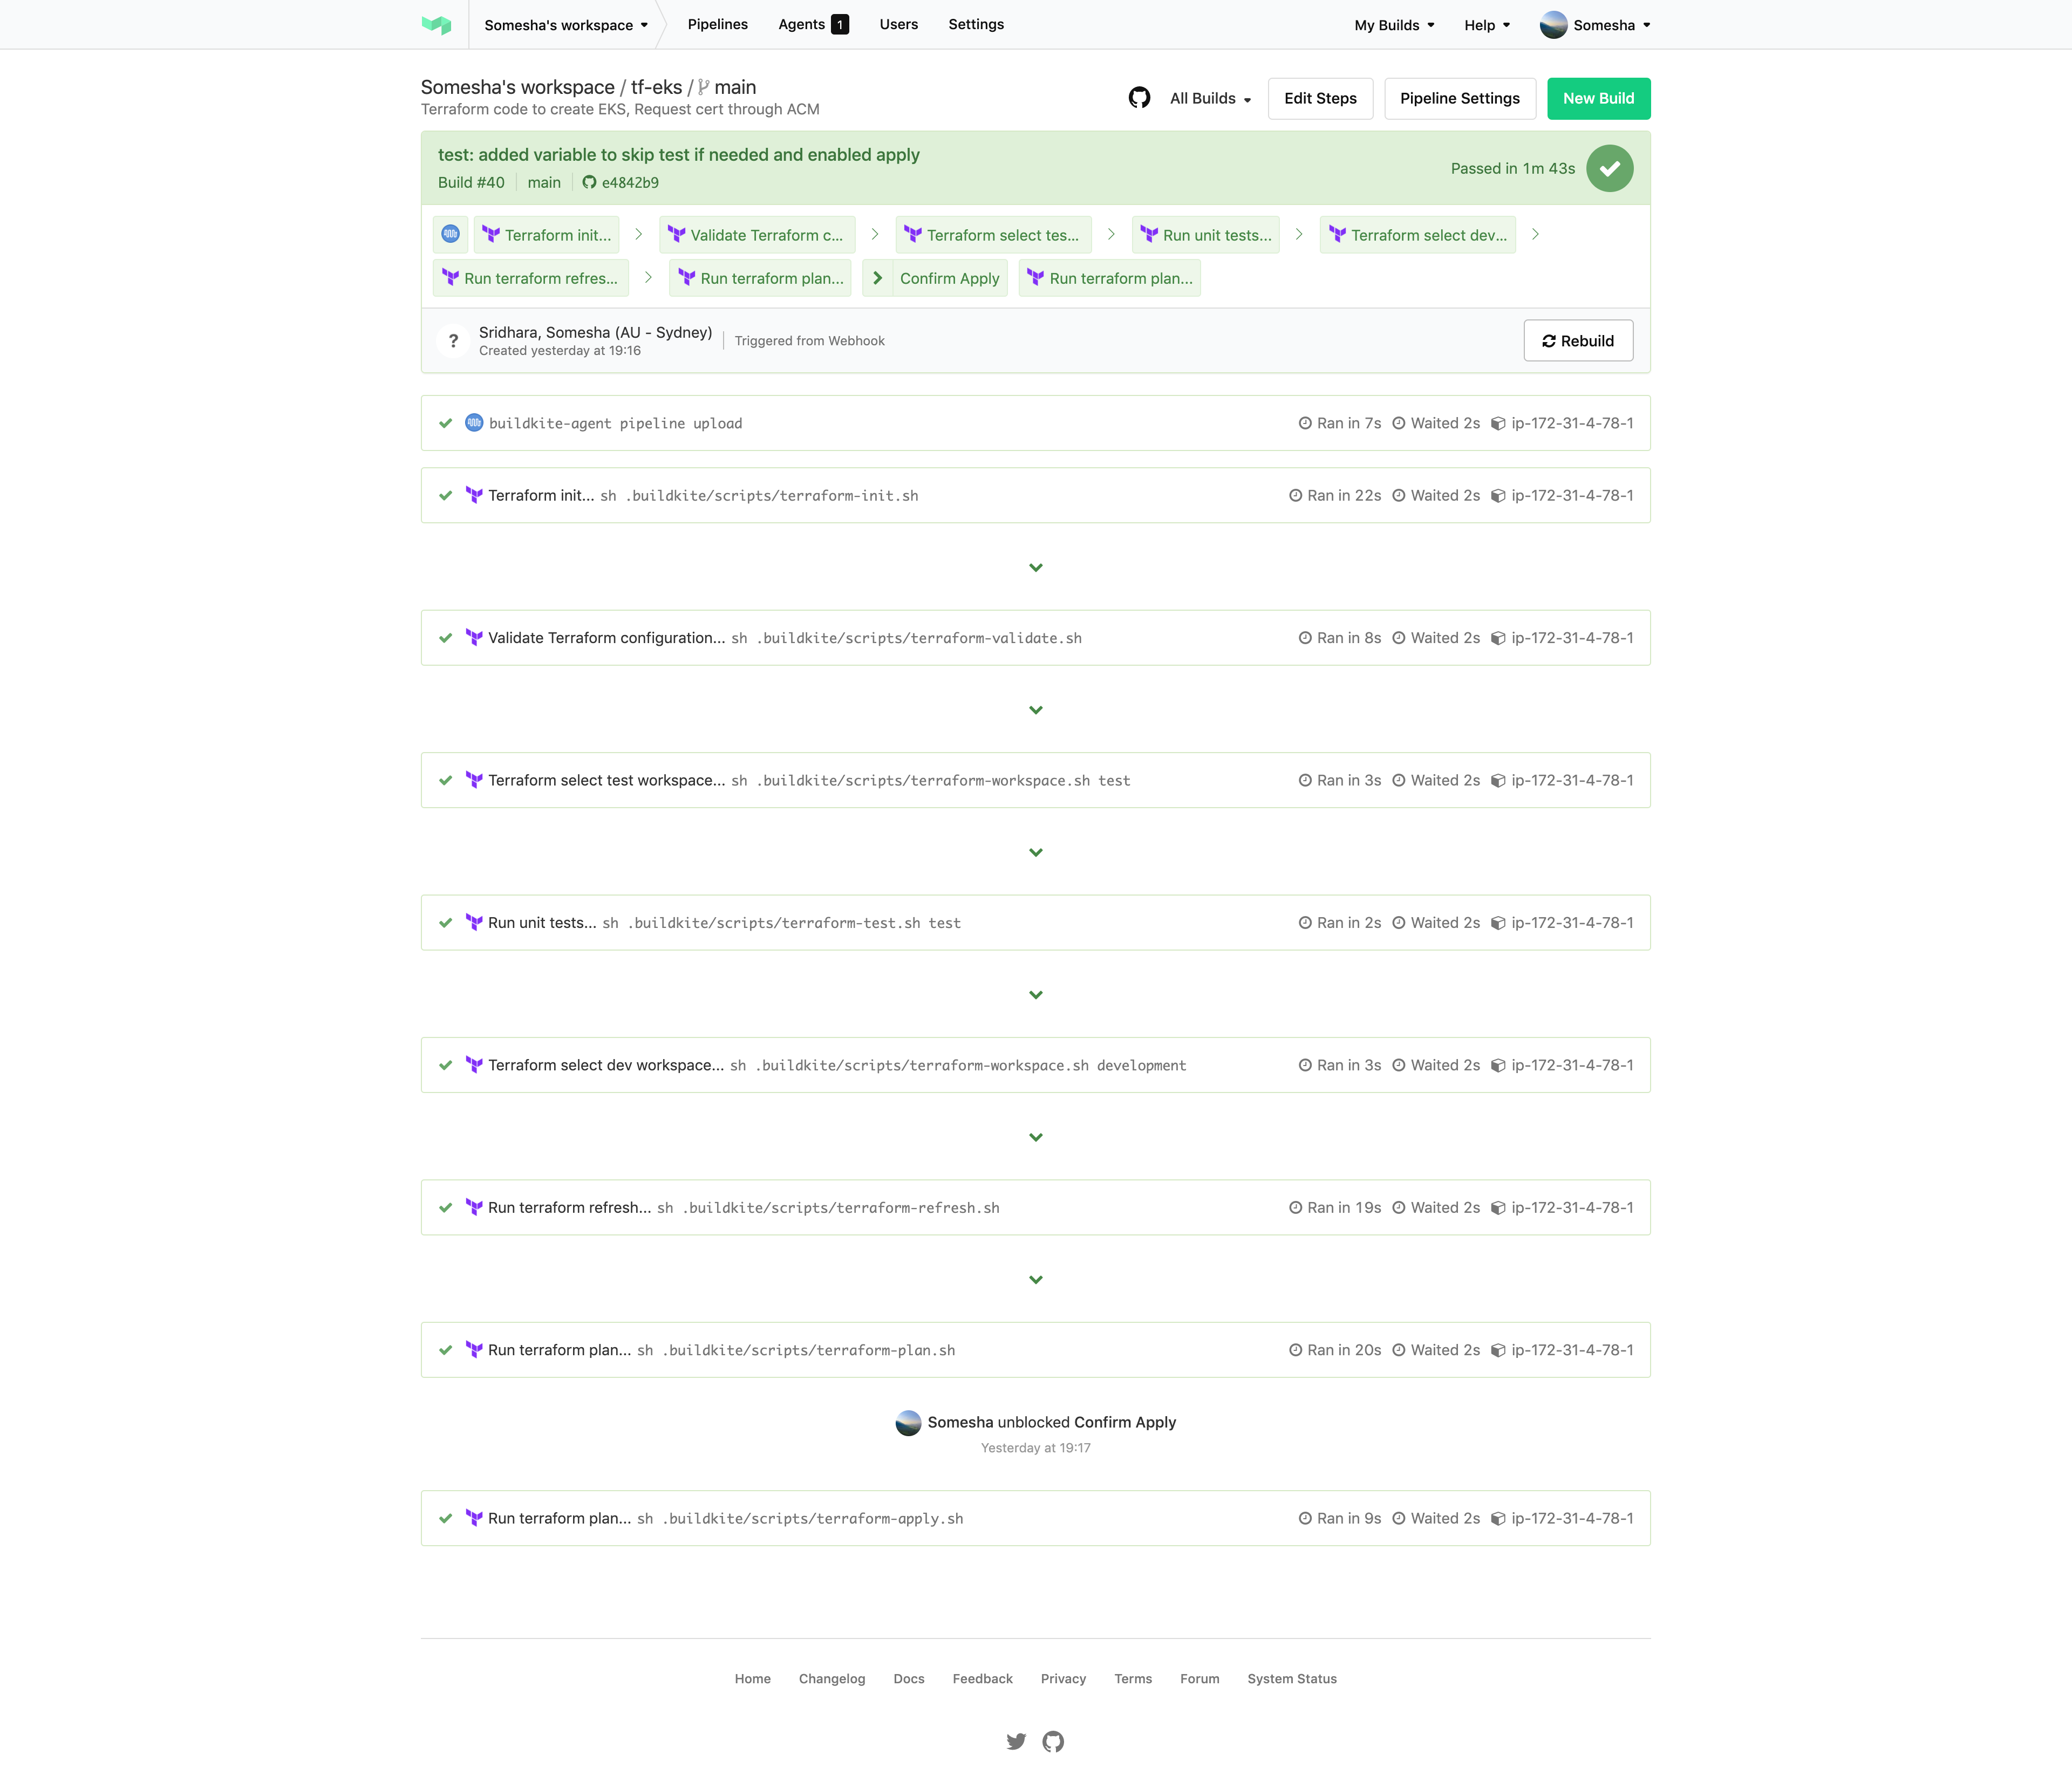 Somesha's workspace Pipelines Agents 1 Users Settings My Builds Help Somesha
Somesha's workspace / tf-eks / main
Terraform code to create EKS, Request cert through ACM
All Builds Edit Steps Pipeline Settings New Build
test: added variable to skip test if needed and enabled apply
Build #40 main e4842b9
Passed in 1m 43s
Terraform init... Validate Terraform c... Terraform select tes... Run unit tests... Terraform select dev...
Run terraform refres... Run terraform plan... Confirm Apply Run terraform plan...
? Sridhara, Somesha (AU - Sydney)
Created yesterday at 19:16
Triggered from Webhook
Rebuild
buildkite-agent pipeline upload Ran in 7s Waited 2s ip-172-31-4-78-1
Terraform init... sh .buildkite/scripts/terraform-init.sh Ran in 22s Waited 2s ip-172-31-4-78-1
Validate Terraform configuration... sh .buildkite/scripts/terraform-validate.sh Ran in 8s Waited 2s ip-172-31-4-78-1
Terraform select test workspace... sh .buildkite/scripts/terraform-workspace.sh test Ran in 3s Waited 2s ip-172-31-4-78-1
Run unit tests... sh .buildkite/scripts/terraform-test.sh test Ran in 2s Waited 2s ip-172-31-4-78-1
Terraform select dev workspace... sh .buildkite/scripts/terraform-workspace.sh development Ran in 3s Waited 2s ip-172-31-4-78-1
Run terraform refresh... sh .buildkite/scripts/terraform-refresh.sh Ran in 19s Waited 2s ip-172-31-4-78-1
Run terraform plan... sh .buildkite/scripts/terraform-plan.sh Ran in 20s Waited 2s ip-172-31-4-78-1
Somesha unblocked Confirm Apply
Yesterday at 19:17
Run terraform plan... sh .buildkite/scripts/terraform-apply.sh Ran in 9s Waited 2s ip-172-31-4-78-1
Home Changelog Docs Feedback Privacy Terms Forum System Status